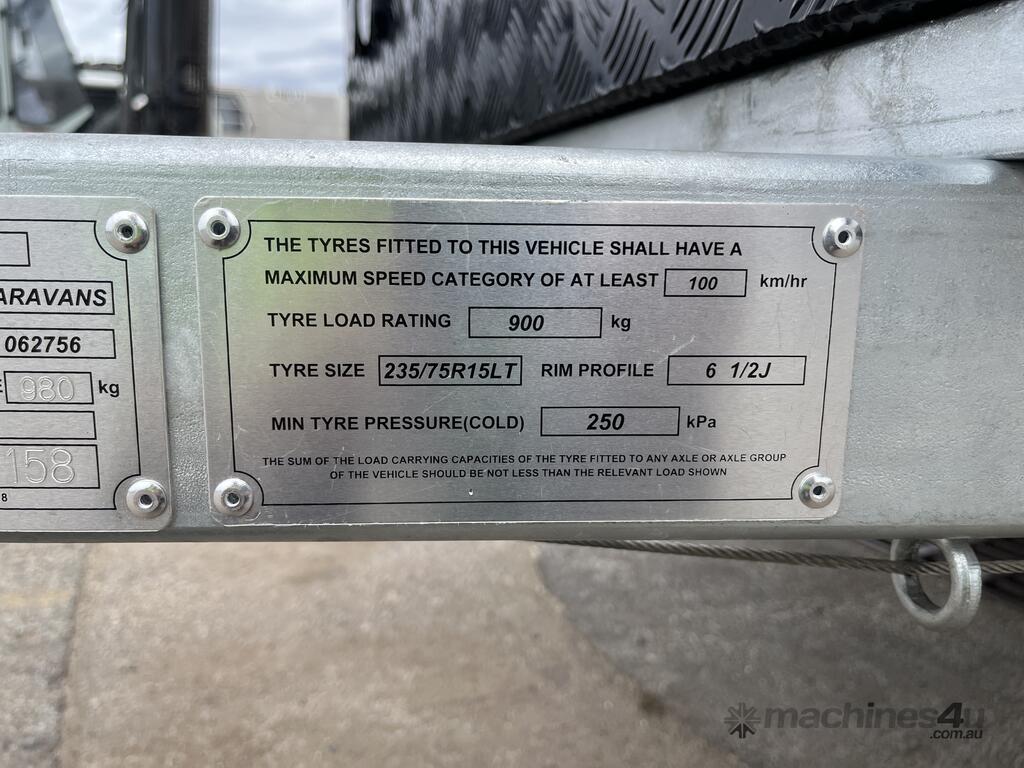 ARAVANS
062756
E 980 kg
158
8
THE TYRES FITTED TO THIS VEHICLE SHALL HAVE A
MAXIMUM SPEED CATEGORY OF AT LEAST 100 km/hr
TYRE LOAD RATING 900 kg
TYRE SIZE 235/75R15LT RIM PROFILE 6 1/2J
MIN TYRE PRESSURE(COLD) 250 kPa
THE SUM OF THE LOAD CARRYING CAPACITIES OF THE TYRE FITTED TO ANY AXLE OR AXLE GROUP
OF THE VEHICLE SHOULD BE NOT LESS THAN THE RELEVANT LOAD SHOWN
machines4u
.com.au